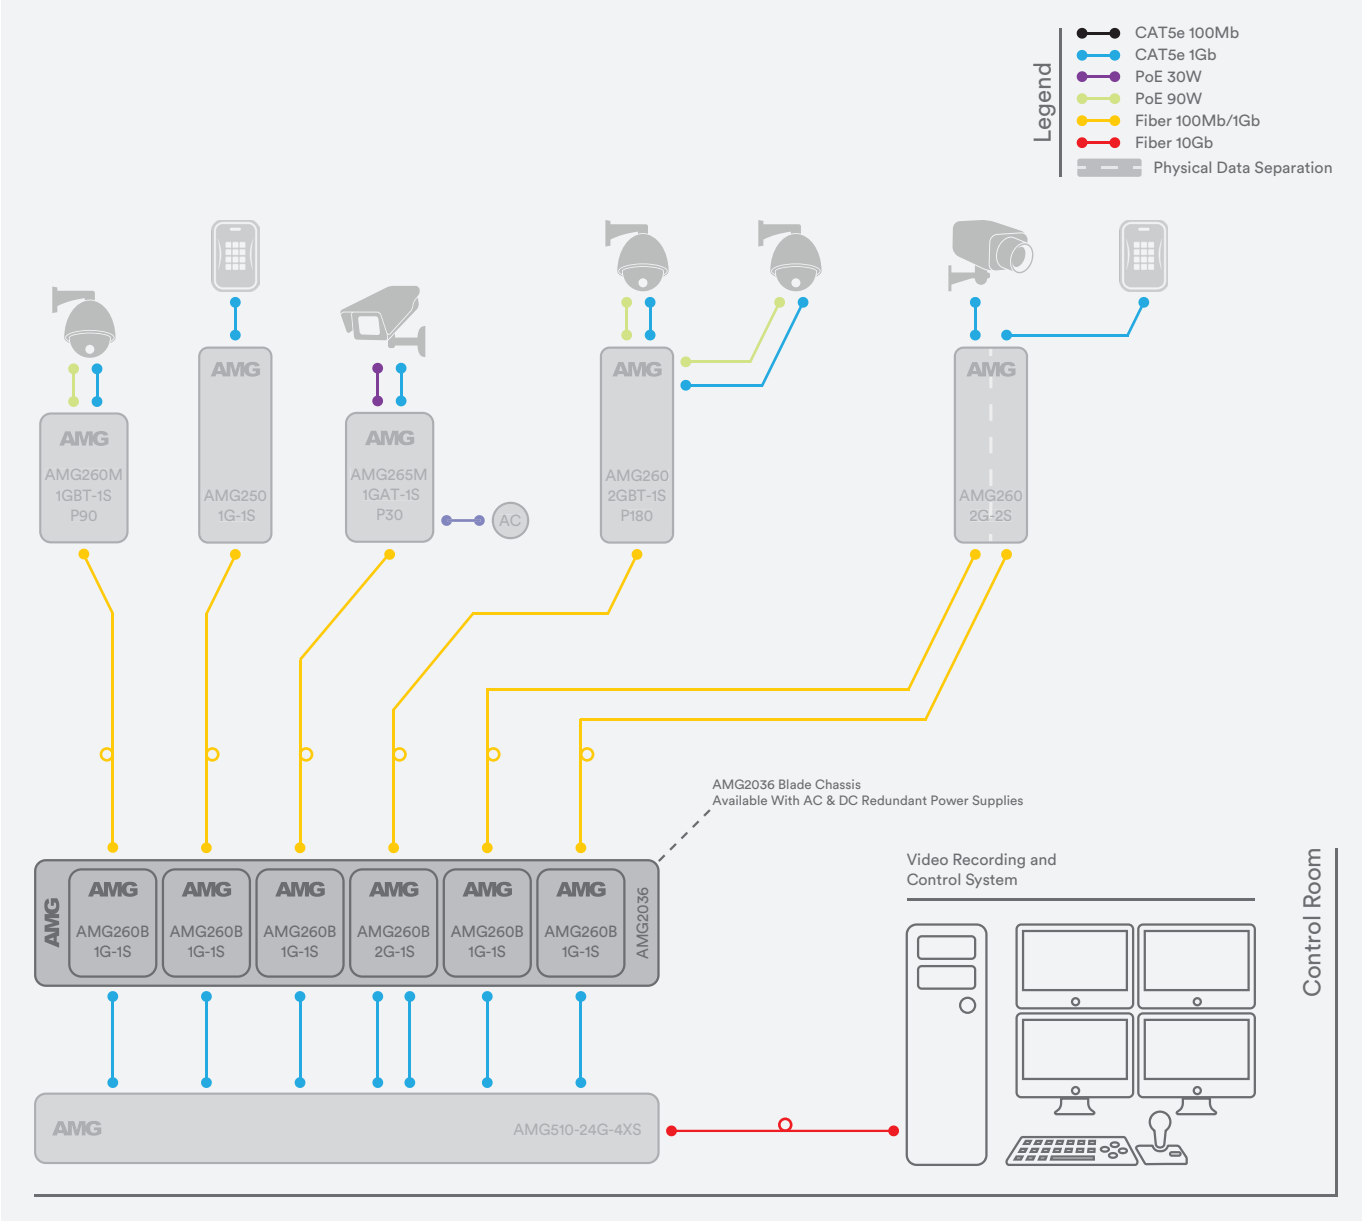 Legend
CAT5e 100Mb
CAT5e 1Gb
PoE 30W
PoE 90W
Fiber 100Mb/1Gb
Fiber 10Gb
Physical Data Separation
AMG
AMG260M
1GBT-1S
P90
AMG
AMG250
1G-1S
AMG
AMG265M
1GAT-1S
P30
AC
AMG
AMG260
2GBT-1S
P180
AMG
AMG260
2G-2S
AMG2036 Blade Chassis
Available With AC & DC Redundant Power Supplies
AMG
AMG
AMG260B
1G-1S
AMG
AMG260B
1G-1S
AMG
AMG260B
1G-1S
AMG
AMG260B
2G-1S
AMG
AMG260B
1G-1S
AMG
AMG260B
1G-1S
AMG2036
Video Recording and
Control System
Control Room
AMG
AMG510-24G-4XS